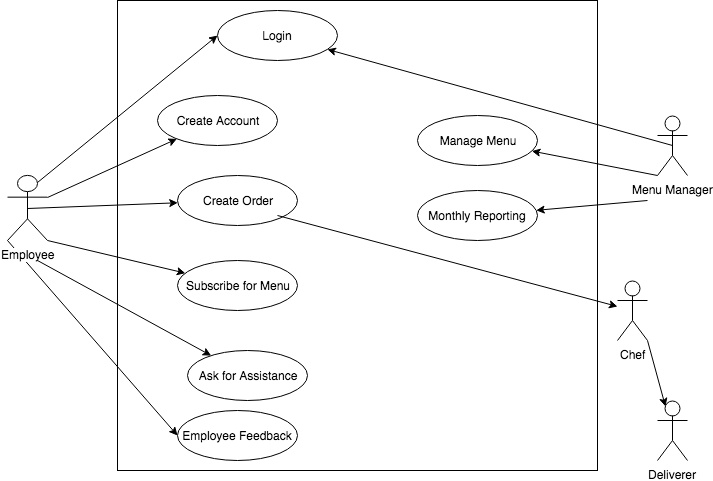 Login
Create Account
Manage Menu
Menu Manager
Create Order
Monthly Reporting
Employee
Subscribe for Menu
Chef
Ask for Assistance
Employee Feedback
Deliverer